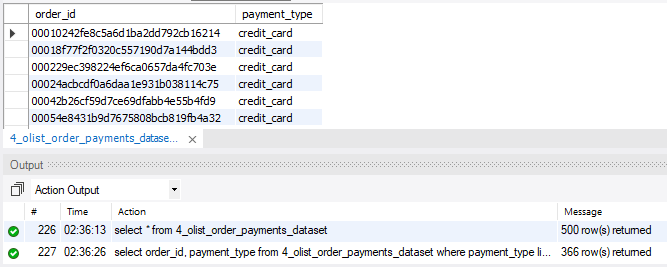 order_id payment_type
00010242fe8c5a6d1ba2dd792cb16214 credit_card
00018f77f2f0320c557190d7a144bdd3 credit_card
000229ec398224ef6ca0657da4fc703e credit_card
00024acbcdf0a6daa1e931b038114c75 credit_card
00042b26cf59d7ce69dfabb4e55b4fd9 credit_card
00054e8431b9d7675808bcb819fb4a32 credit_card
4_olist_order_payments_datase...
Output
Action Output
# Time Action Message
226 02:36:13 select * from 4_olist_order_payments_dataset 500 row(s) returned
227 02:36:26 select order_id, payment_type from 4_olist_order_payments_dataset where payment_type li... 366 row(s) returned